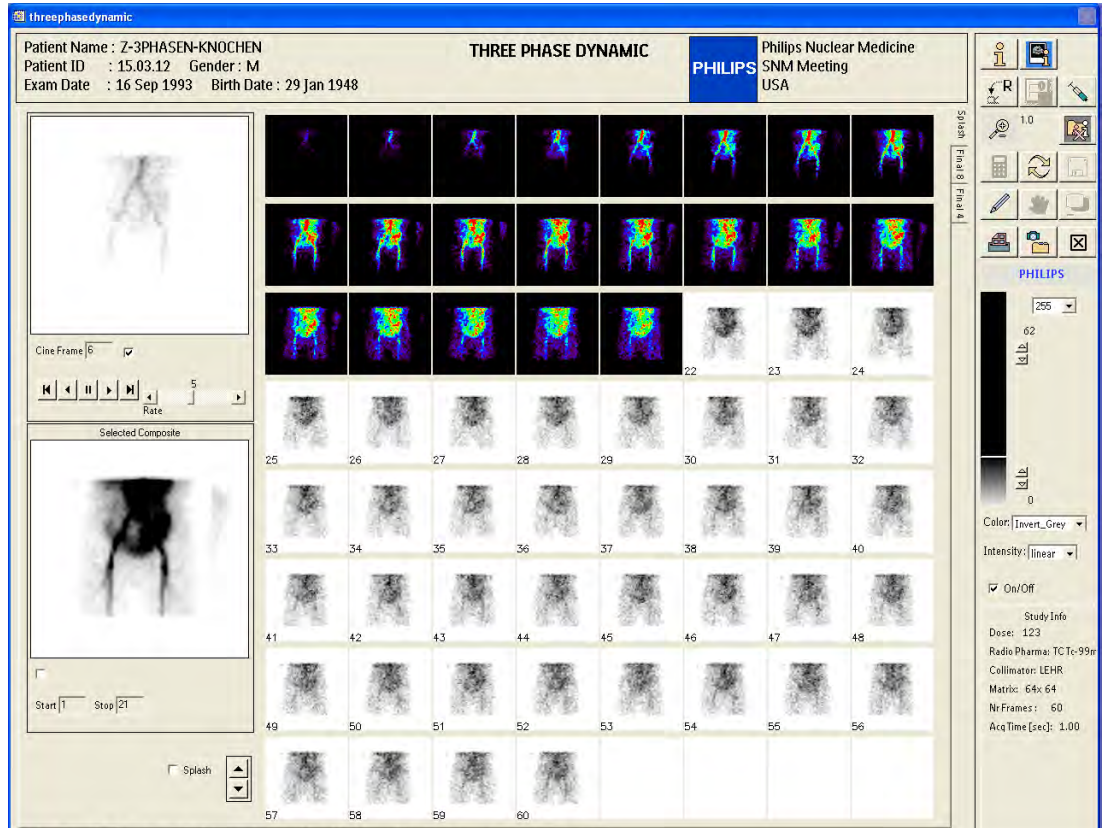 threephasedynamic
Patient Name : Z-3PHASEN-KNOCHEN
Patient ID : 15.03.12 Gender : M
Exam Date : 16 Sep 1993 Birth Date : 29 Jan 1948
THREE PHASE DYNAMIC
PHILIPS
Philips Nuclear Medicine
SNM Meeting
USA
Splash
Final 8
Final 4
R
1.0
Cine Frame 6
5
Rate
Selected Composite
Start 1 Stop 21
Splash
22 23 24
25 26 27 28 29 30 31 32
33 34 35 36 37 38 39 40
41 42 43 44 45 46 47 48
49 50 51 52 53 54 55 56
57 58 59 60
PHILIPS
255
62
0
Color: Invert_Grey
Intensity: linear
On/Off
Study Info
Dose: 123
Radio Pharma: TC Tc-99m
Collimator: LEHR
Matrix: 64x 64
Nr Frames : 60
Acq Time [sec]: 1.00